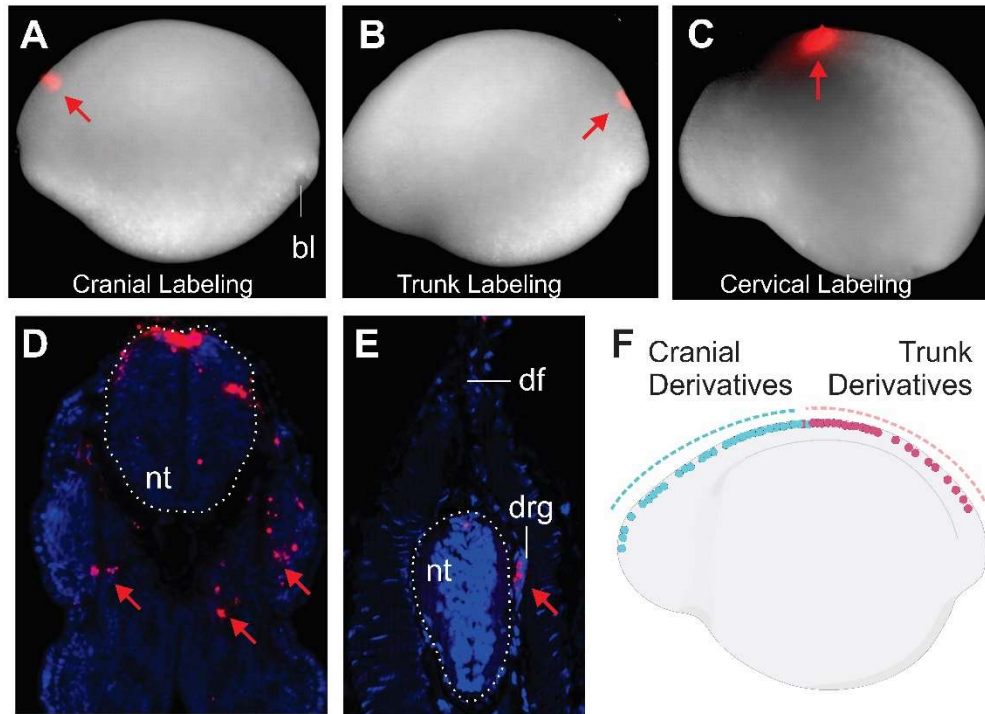 A
B
C
bl
Cranial Labeling
Trunk Labeling
Cervical Labeling
D
E
F
df
drg
nt
nt
Cranial
Derivatives
Trunk
Derivatives